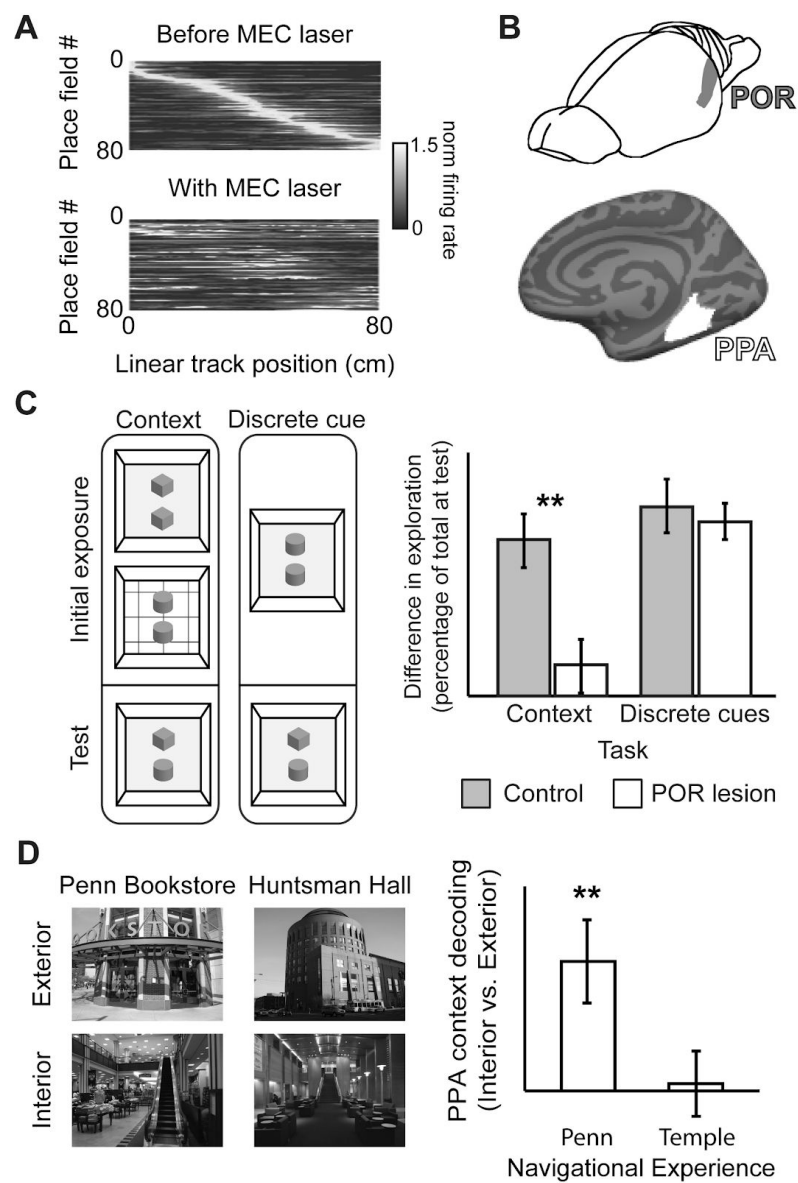 A
Before MEC laser
Place field #
0
80
With MEC laser
Place field #
0
80
0
80
Linear track position (cm)
1.5
0
norm firing rate
B
POR
PPA
C
Context
Discrete cue
Initial exposure
Test
Difference in exploration
(percentage of total at test)
**
Context
Discrete cues
Task
Control
POR lesion
D
Penn Bookstore
Huntsman Hall
Exterior
Interior
PPA context decoding
(Interior vs. Exterior)
**
Penn
Temple
Navigational Experience